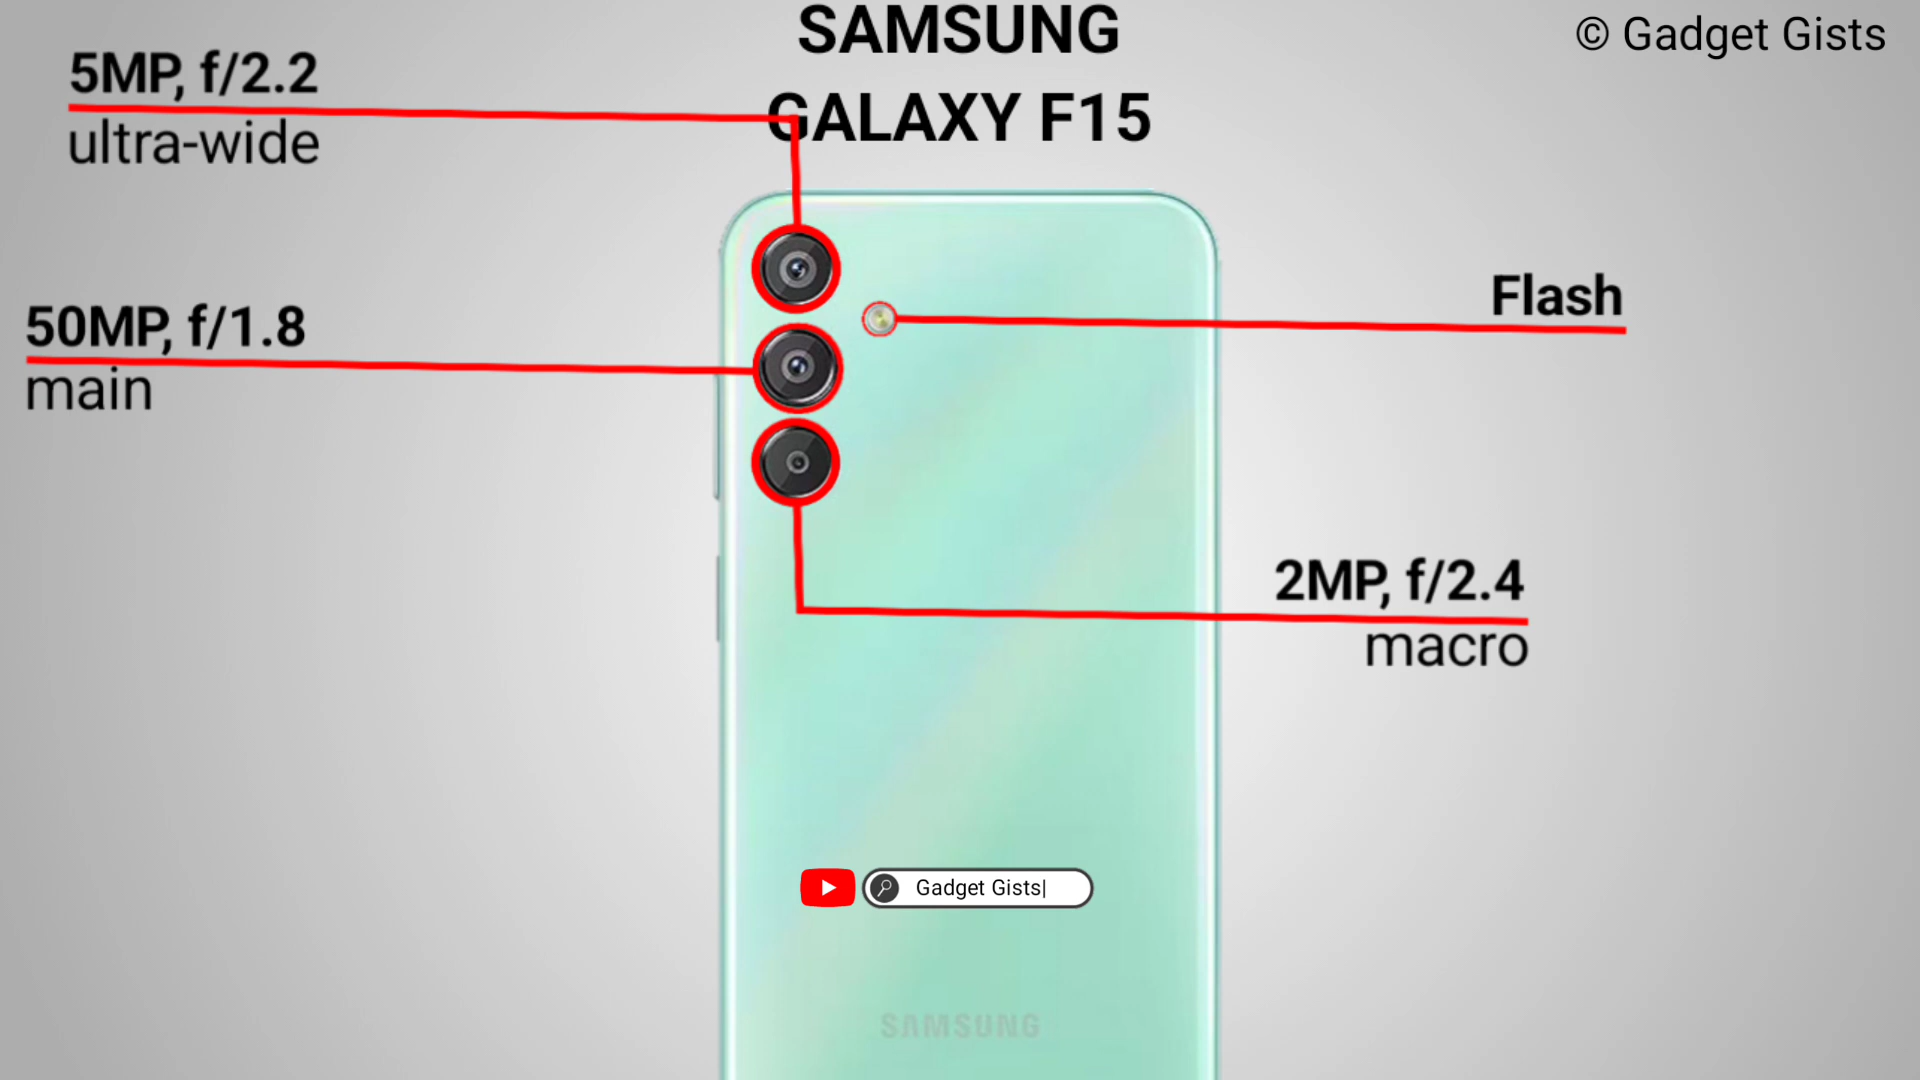 SAMSUNG
GALAXY F15
© Gadget Gists
5MP, f/2.2
ultra-wide
50MP, f/1.8
main
Flash
2MP, f/2.4
macro
Gadget Gists|
SAMSUNG